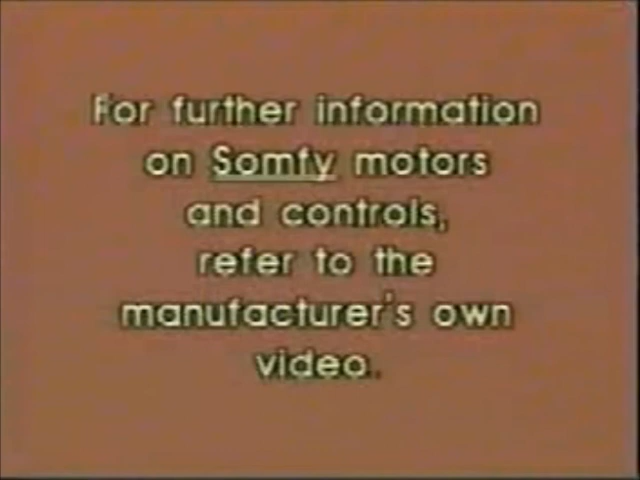 For further information
on Somfy motors
and controls,
refer to the
manufacturer's own
video.